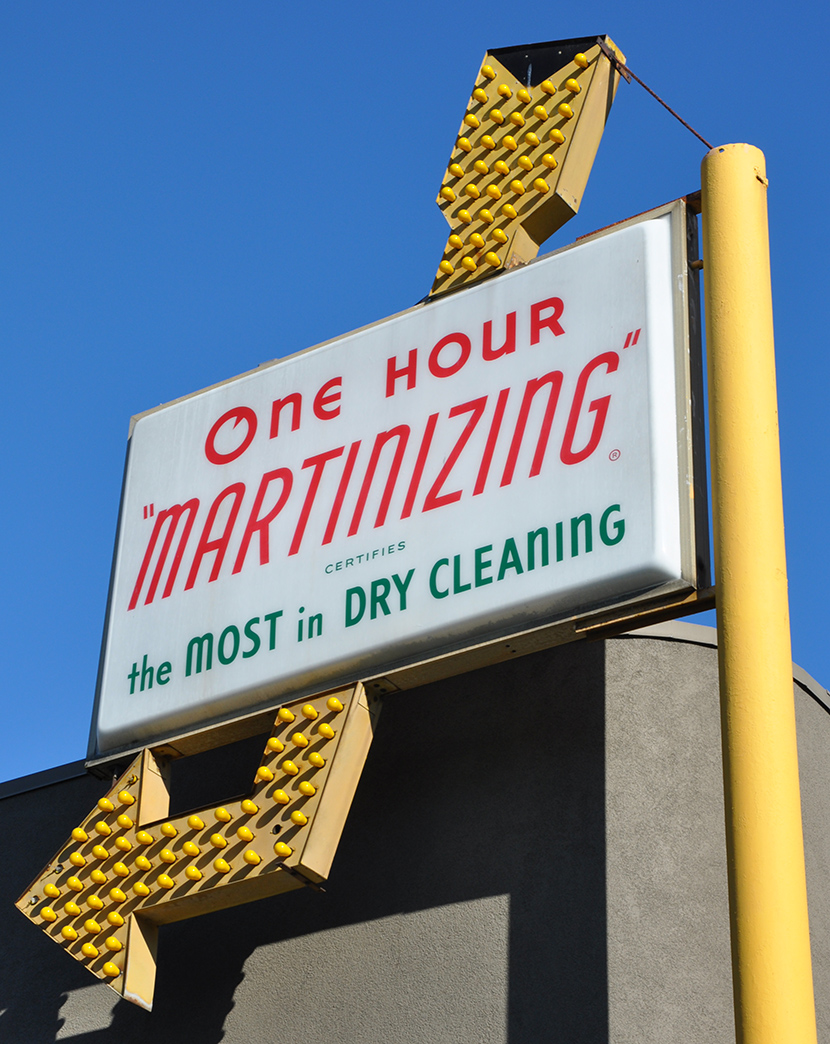 One HOUR
"MARTINIZING"®
CERTIFIES
the MOST in DRY CLEANING